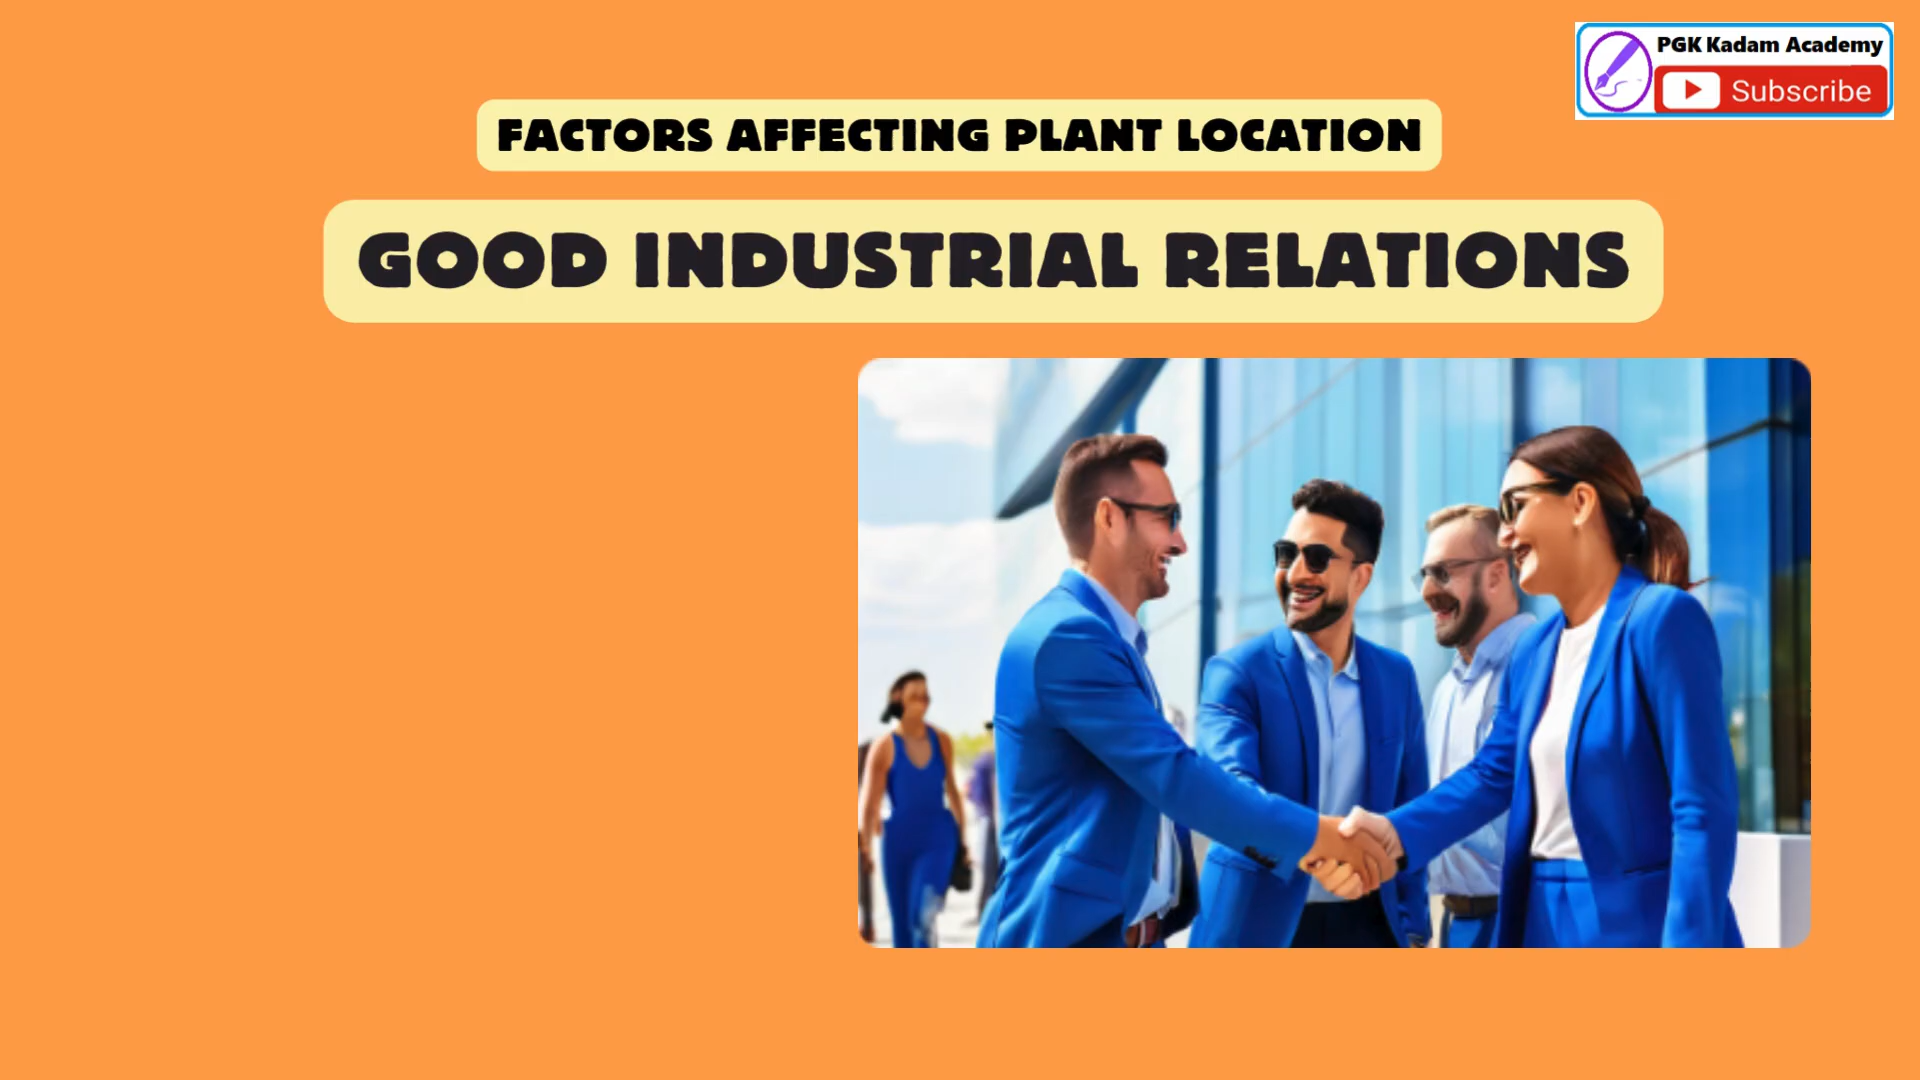 PGK Kadam Academy
Subscribe
FACTORS AFFECTING PLANT LOCATION
GOOD INDUSTRIAL RELATIONS